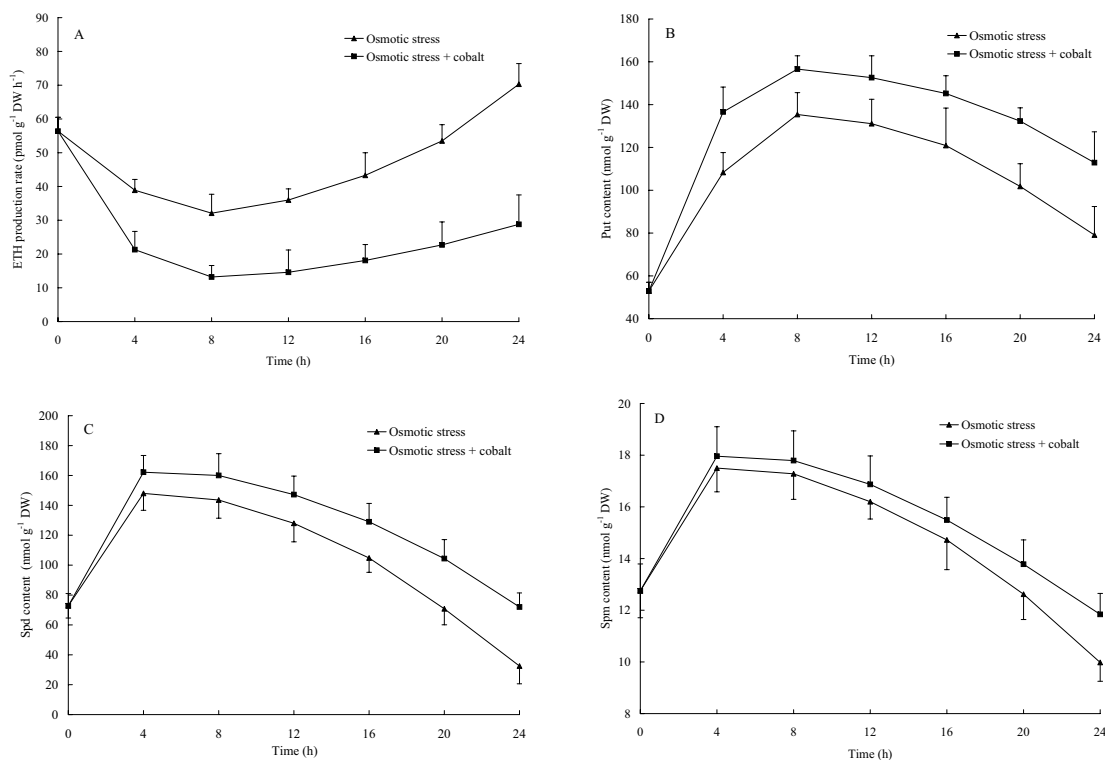 A
ETH production rate (pmol g⁻¹ DW h⁻¹)
90
80
70
60
50
40
30
20
10
0
Osmotic stress
Osmotic stress + cobalt
0 4 8 12 16 20 24
Time (h)
B
Put content (nmol g⁻¹ DW)
180
160
140
120
100
80
60
40
Osmotic stress
Osmotic stress + cobalt
0 4 8 12 16 20 24
Time (h)
C
Spd content (nmol g⁻¹ DW)
200
180
160
140
120
100
80
60
40
20
0
Osmotic stress
Osmotic stress + cobalt
0 4 8 12 16 20 24
Time (h)
D
Spm content (nmol g⁻¹ DW)
20
18
16
14
12
10
8
Osmotic stress
Osmotic stress + cobalt
0 4 8 12 16 20 24
Time (h)